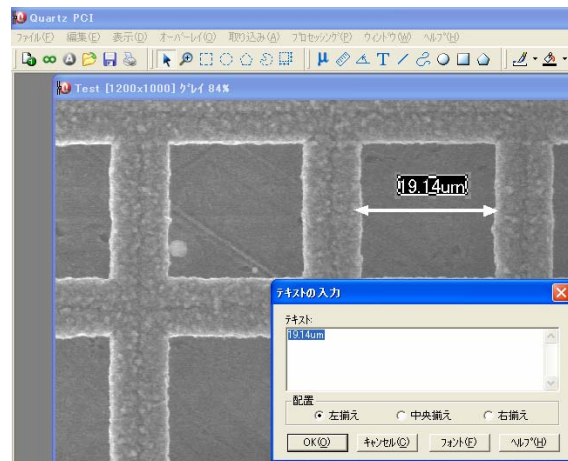 Quartz PCI
ファイル(F) 編集(E) 表示(D) オーバーレイ(O) 取り込み(A) プロセッシング(P) ウィンドウ(W) ヘルプ(H)
Test [1200x1000] グレイ 84%
19.14um
テキストの入力
テキスト:
19.14um
配置
左揃え 中央揃え 右揃え
OK(O) キャンセル(C) フォント(F) ヘルプ(H)